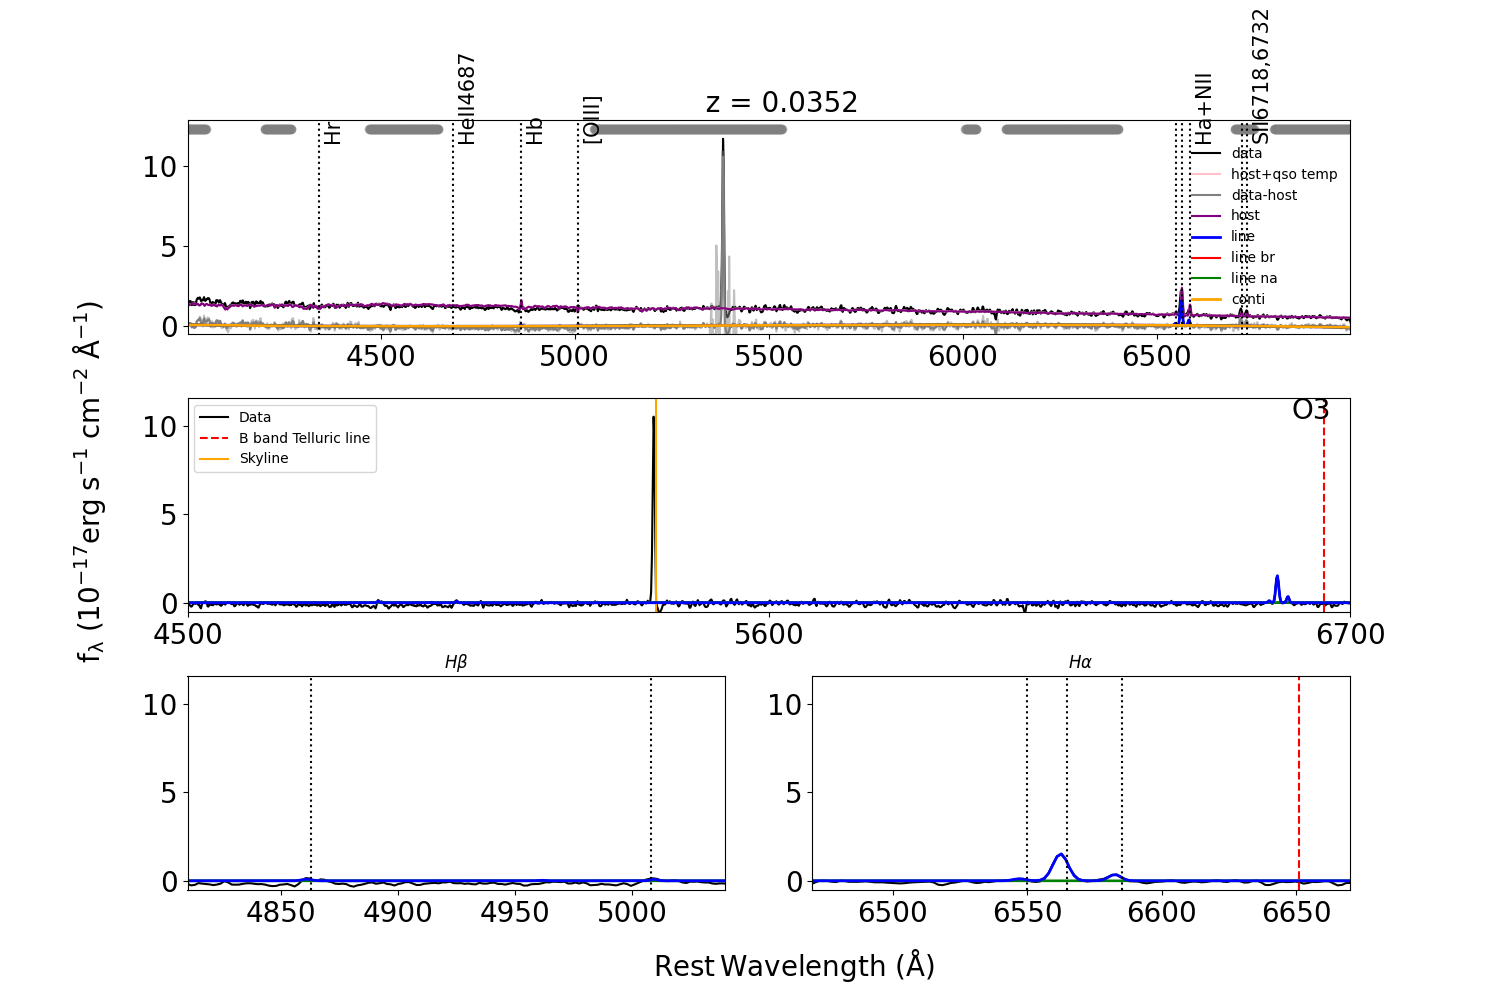 z = 0.0352
Hr
HeII4687
Hb
[OIII]
Ha+NII
SII6718,6732
10
5
0
data
host+qso temp
data-host
host
line
line br
line na
conti
4500 5000 5500 6000 6500
10
5
0
Data
B band Telluric line
Skyline
O3
4500 5600 6700
fλ (10⁻¹⁷erg s⁻¹ cm⁻² Å⁻¹)
Hβ
10
5
0
4850 4900 4950 5000
Hα
10
5
0
6500 6550 6600 6650
Rest Wavelength (Å)